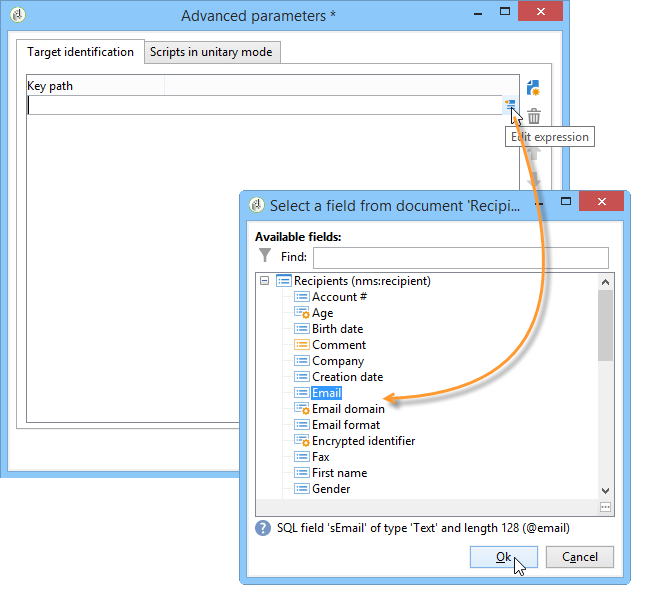 Advanced parameters *
Target identification
Scripts in unitary mode
Key path
Edit expression
Select a field from document 'Recipi...
Available fields:
Find:
Recipients (nms:recipient)
Account #
Age
Birth date
Comment
Company
Creation date
Email
Email domain
Email format
Encrypted identifier
Fax
First name
Gender
SQL field 'sEmail' of type 'Text' and length 128 (@email)
Ok
Cancel